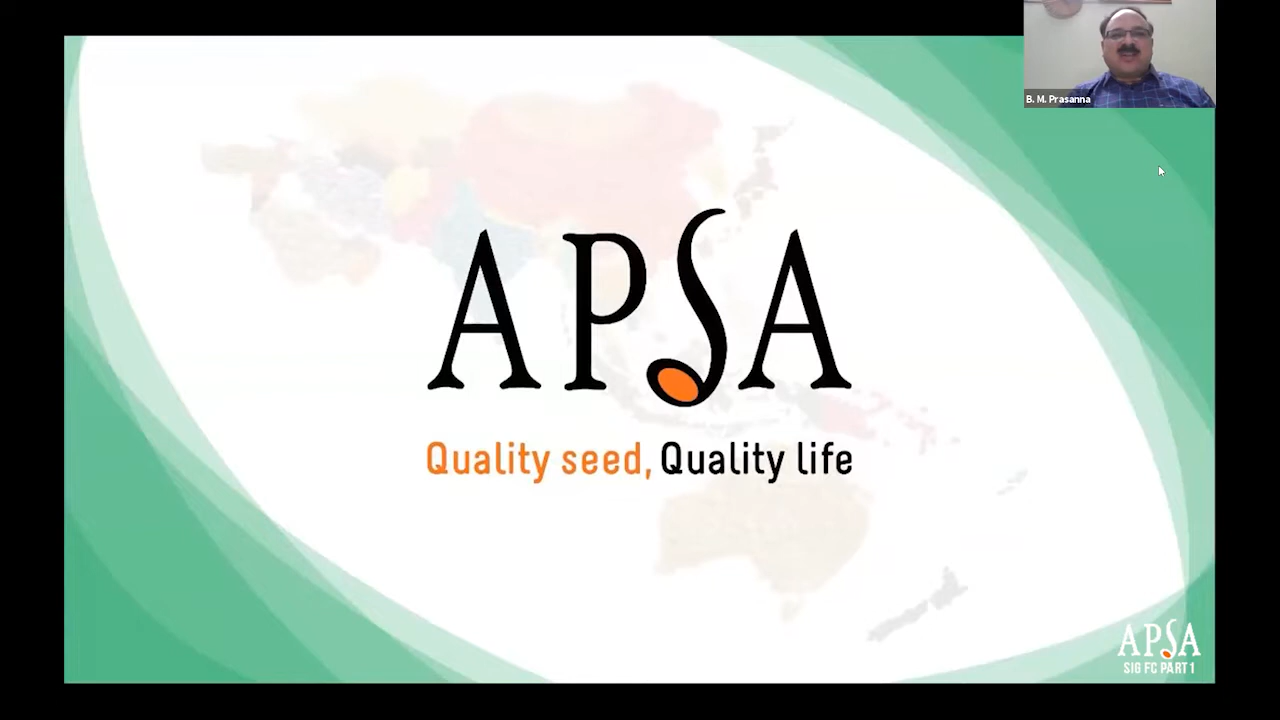 B. M. Prasanna
APSA
Quality seed, Quality life
APSA
SIG FC PART 1